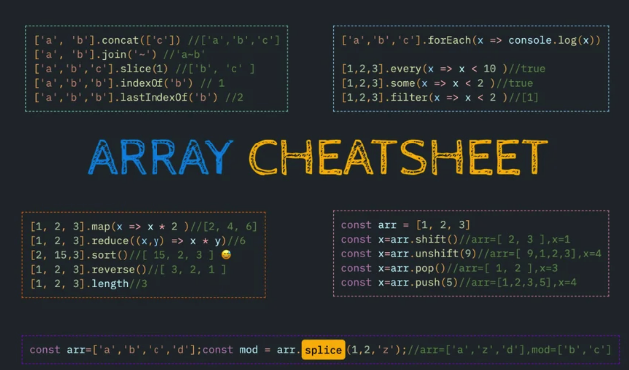 ['a', 'b'].concat(['c']) //['a','b','c']
['a', 'b'].join('~') //'a~b'
['a','b','c'].slice(1) //['b', 'c' ]
['a','b','b'].indexOf('b') // 1
['a','b','b'].lastIndexOf('b') //2
['a','b','c'].forEach(x => console.log(x))
[1,2,3].every(x => x < 10 )//true
[1,2,3].some(x => x < 2 )//true
[1,2,3].filter(x => x < 2 )//[1]
ARRAY CHEATSHEET
[1, 2, 3].map(x => x * 2 )//[2, 4, 6]
[1, 2, 3].reduce((x,y) => x * y)//6
[2, 15,3].sort()//[ 15, 2, 3 ] 😅
[1, 2, 3].reverse()//[ 3, 2, 1 ]
[1, 2, 3].length//3
const arr = [1, 2, 3]
const x=arr.shift()//arr=[ 2, 3 ],x=1
const x=arr.unshift(9)//arr=[ 9,1,2,3],x=4
const x=arr.pop()//arr=[ 1, 2 ],x=3
const x=arr.push(5)//arr=[1,2,3,5],x=4
const arr=['a','b','c','d'];const mod = arr.splice(1,2,'z');//arr=['a','z','d'],mod=['b','c']